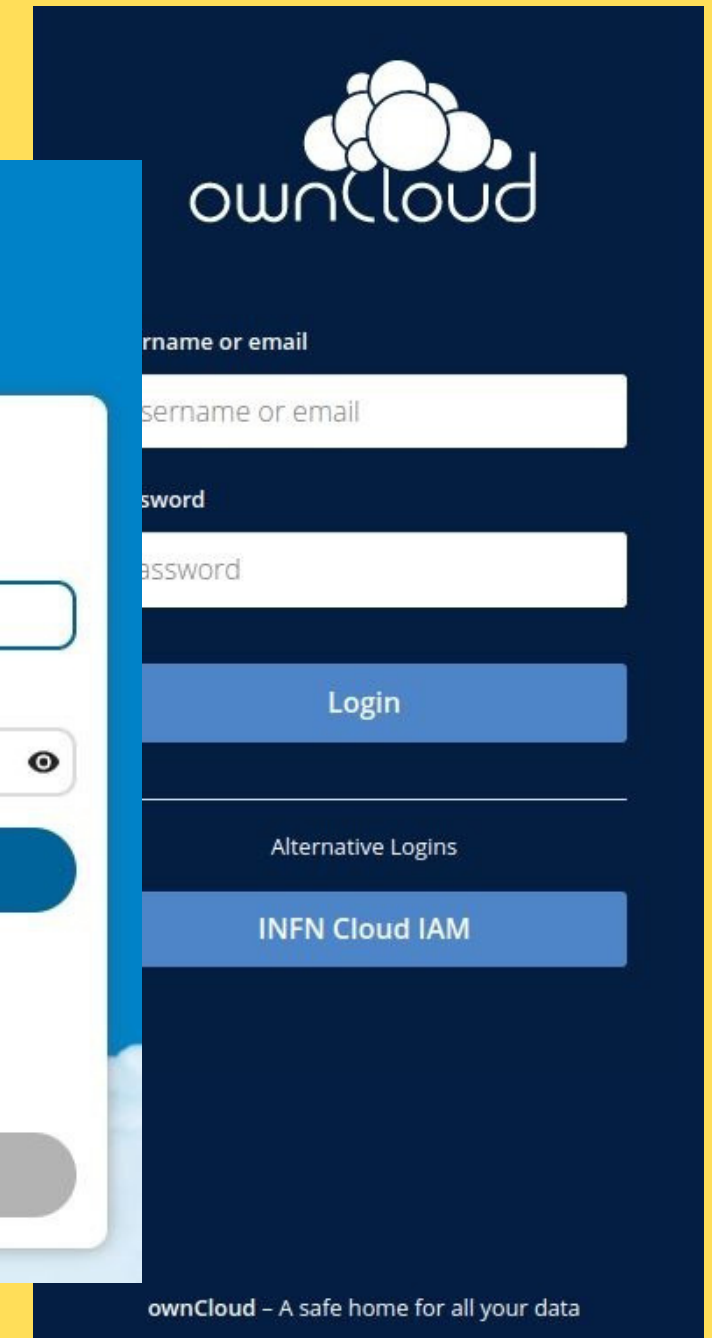 ownCloud
rname or email
sername or email
sword
assword
Login
Alternative Logins
INFN Cloud IAM
ownCloud – A safe home for all your data